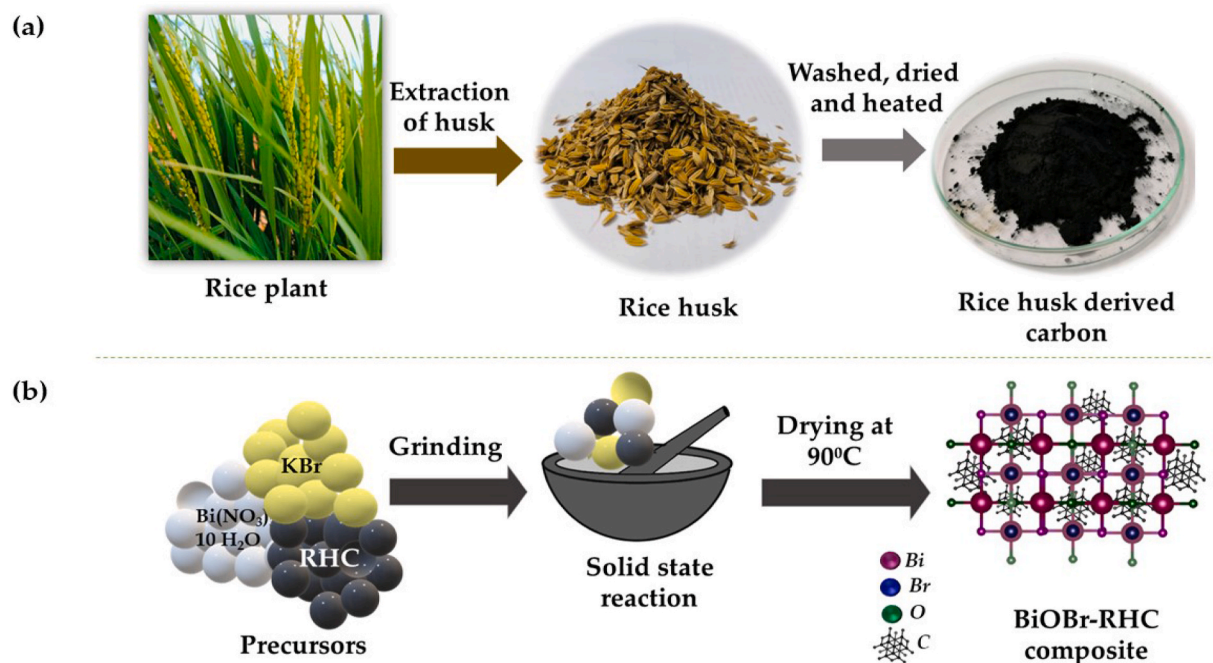 (a)
Extraction
of husk
Washed, dried
and heated
Rice plant
Rice husk
Rice husk derived
carbon
(b)
KBr
Bi(NO₃)
10 H₂O
RHC
Precursors
Grinding
Solid state
reaction
Drying at
90⁰C
Bi
Br
O
C
BiOBr-RHC
composite